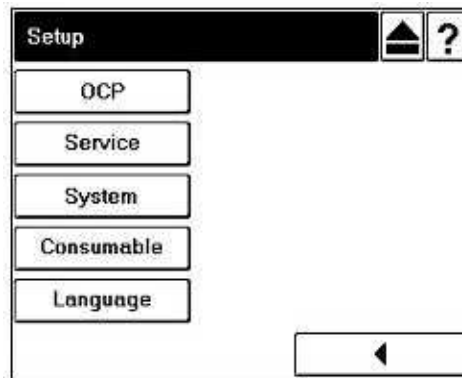 Setup
?
OCP
Service
System
Consumable
Language